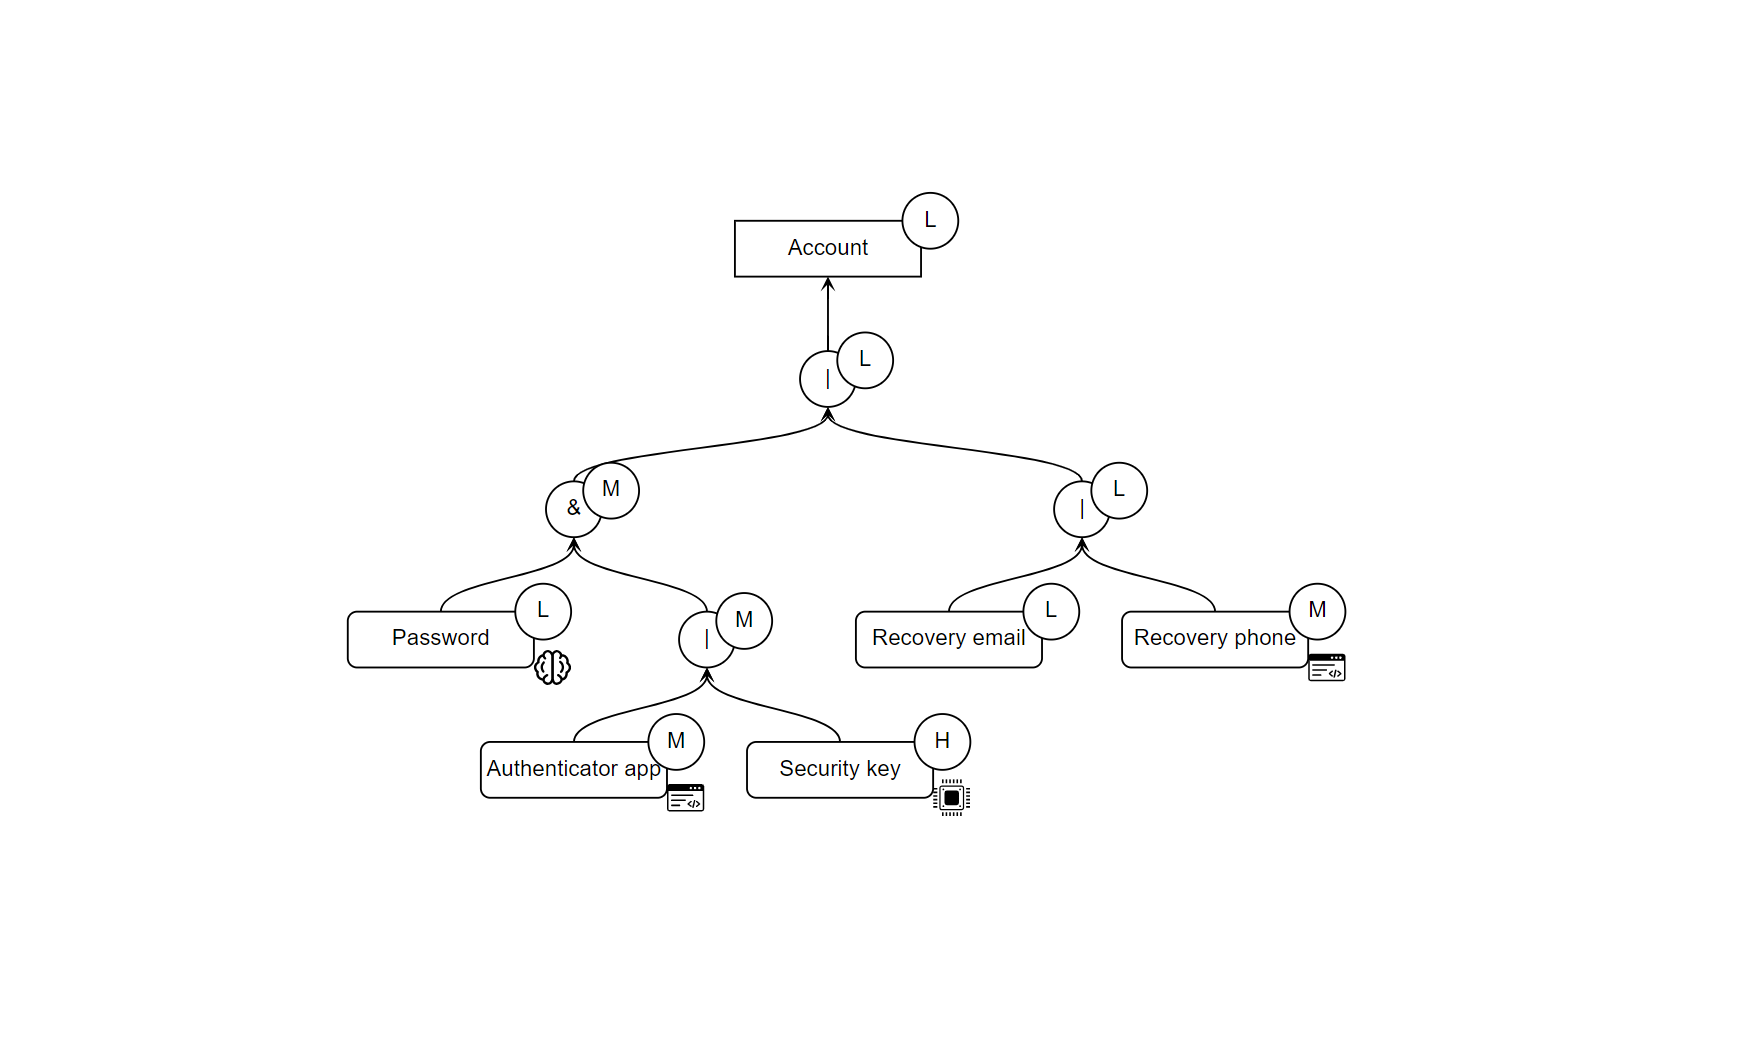 L
Account
L
|
M
&
L
|
L
Password
M
|
L
Recovery email
M
Recovery phone
M
Authenticator app
H
Security key